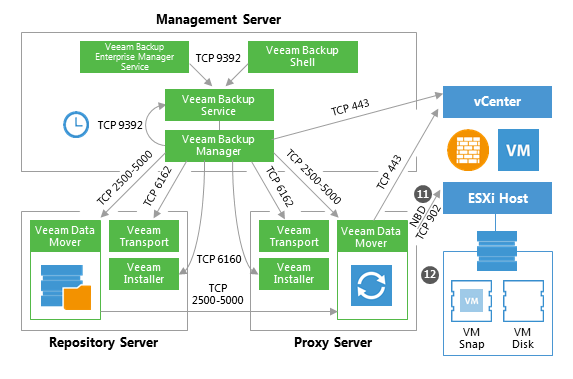 Management Server
Veeam Backup
Enterprise Manager
Service
TCP 9392
Veeam Backup
Shell
Veeam Backup
Service
TCP 9392
Veeam Backup
Manager
TCP 443
vCenter
VM
TCP 2500-5000
TCP 6162
TCP 6162
TCP 2500-5000
TCP 443
11
ESXi Host
NBD
TCP 902
Veeam Data
Mover
Veeam
Transport
Veeam
Installer
TCP 6160
TCP
2500-5000
Veeam
Transport
Veeam
Installer
Veeam Data
Mover
12
VM
VM
Snap
VM
Disk
Repository Server
Proxy Server